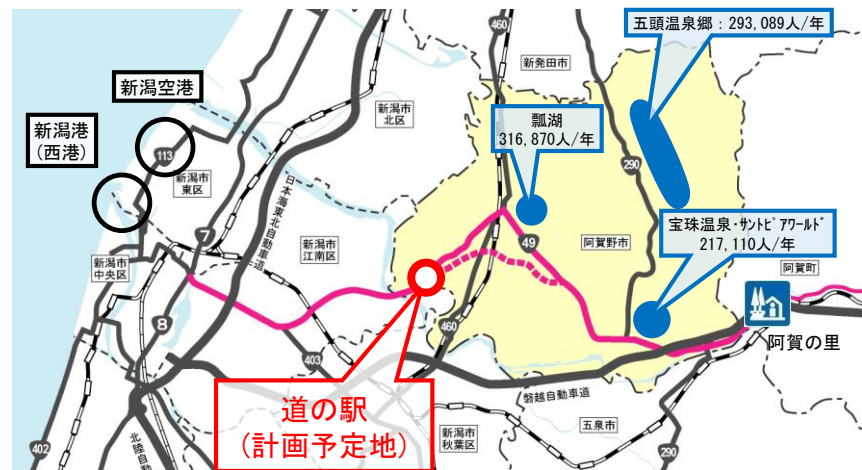 五頭温泉郷：293,089人/年
460
新発田市
新潟空港
新潟市
北区
瓢湖
316,870人/年
新潟港
(西港)
113
新潟市
東区
290
日本海東北自動車道
宝珠温泉・サントピアワールド
217,110人/年
7
新潟市
江南区
49
阿賀野市
新潟市
中央区
阿賀町
8
460
阿賀の里
403
道の駅
(計画予定地)
磐越自動車道
五泉市
新潟市
秋葉区
北陸自動
402
290